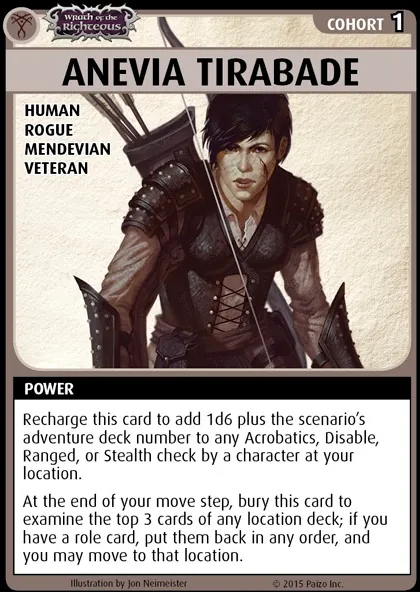 Wrath of the
Righteous
COHORT 1
ANEVIA TIRABADE
HUMAN
ROGUE
MENDEVIAN
VETERAN
POWER
Recharge this card to add 1d6 plus the scenario's
adventure deck number to any Acrobatics, Disable,
Ranged, or Stealth check by a character at your
location.
At the end of your move step, bury this card to
examine the top 3 cards of any location deck; if you
have a role card, put them back in any order, and
you may move to that location.
Illustration by Jon Neimeister © 2015 Paizo Inc.